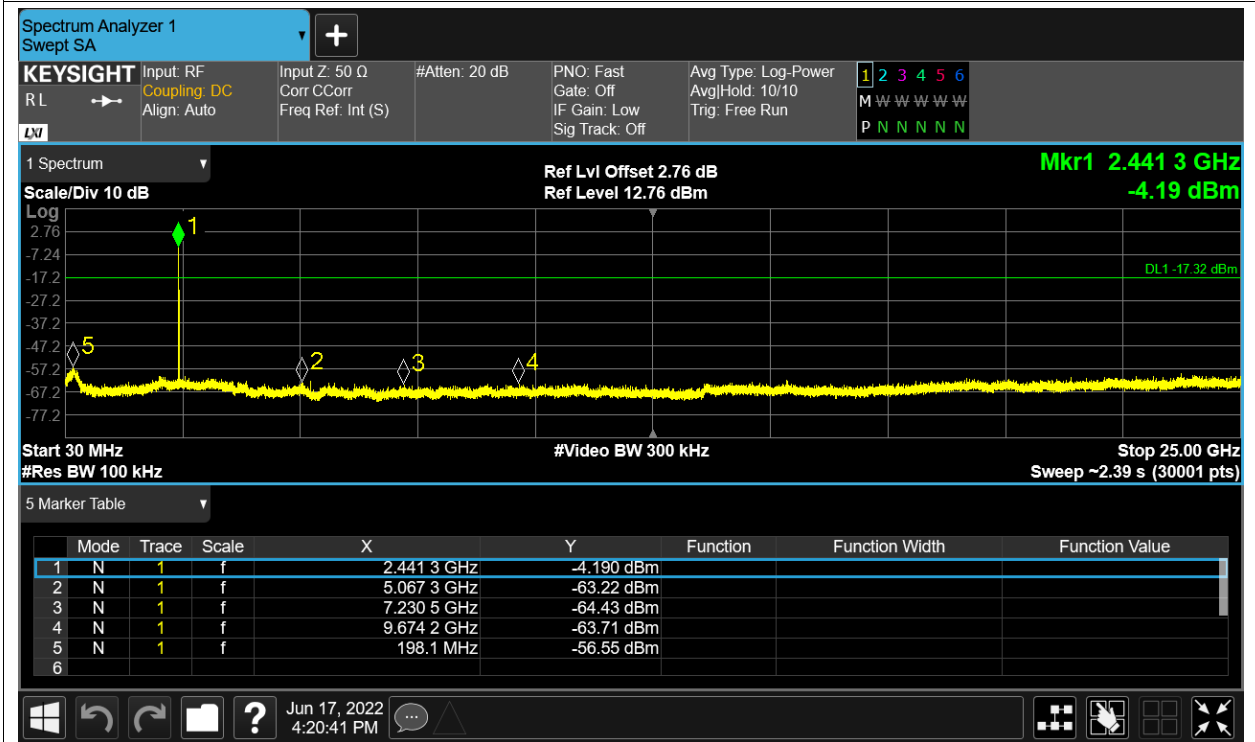 Spectrum Analyzer 1
Swept SA
+
KEYSIGHT Input: RF Input Z: 50 Ω #Atten: 20 dB PNO: Fast Avg Type: Log-Power 1 2 3 4 5 6
R L Coupling: DC Corr CCorr Gate: Off Avg|Hold: 10/10 M W W W W W
Align: Auto Freq Ref: Int (S) IF Gain: Low Trig: Free Run
LXI Sig Track: Off P N N N N N
1 Spectrum Ref Lvl Offset 2.76 dB Mkr1 2.441 3 GHz
Scale/Div 10 dB Ref Level 12.76 dBm -4.19 dBm
Log
2.76 1
-7.24
DL1 -17.32 dBm
-17.2
-27.2
-37.2
-47.2 5
2 3 4
-57.2
-67.2
-77.2
Start 30 MHz #Video BW 300 kHz Stop 25.00 GHz
#Res BW 100 kHz Sweep ~2.39 s (30001 pts)
5 Marker Table
Mode Trace Scale X Y Function Function Width Function Value
1 N 1 f 2.441 3 GHz -4.190 dBm
2 N 1 f 5.067 3 GHz -63.22 dBm
3 N 1 f 7.230 5 GHz -64.43 dBm
4 N 1 f 9.674 2 GHz -63.71 dBm
5 N 1 f 198.1 MHz -56.55 dBm
6
? Jun 17, 2022
4:20:41 PM